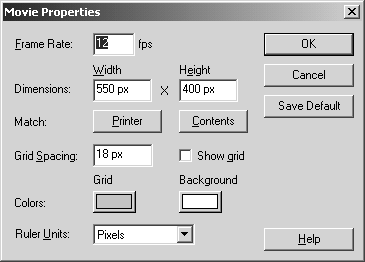 Movie Properties
Frame Rate: 12 fps OK
Width Height Cancel
Dimensions: 550 px × 400 px
Save Default
Match: Printer Contents
Grid Spacing: 18 px Show grid
Grid Background
Colors:
Ruler Units: Pixels Help